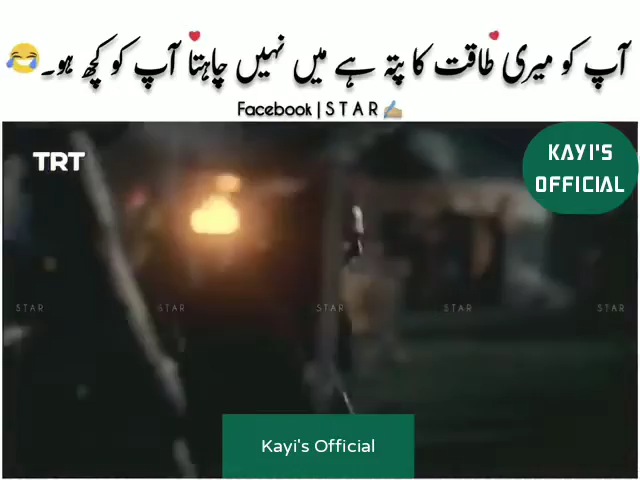 آپ کو میری طاقت کا پتہ ہے میں نہیں چاہتا آپ کو کچھ ہو۔
Facebook | S T A R
TRT
KAYI'S
OFFICIAL
STAR STAR STAR STAR STAR
Kayi's Official